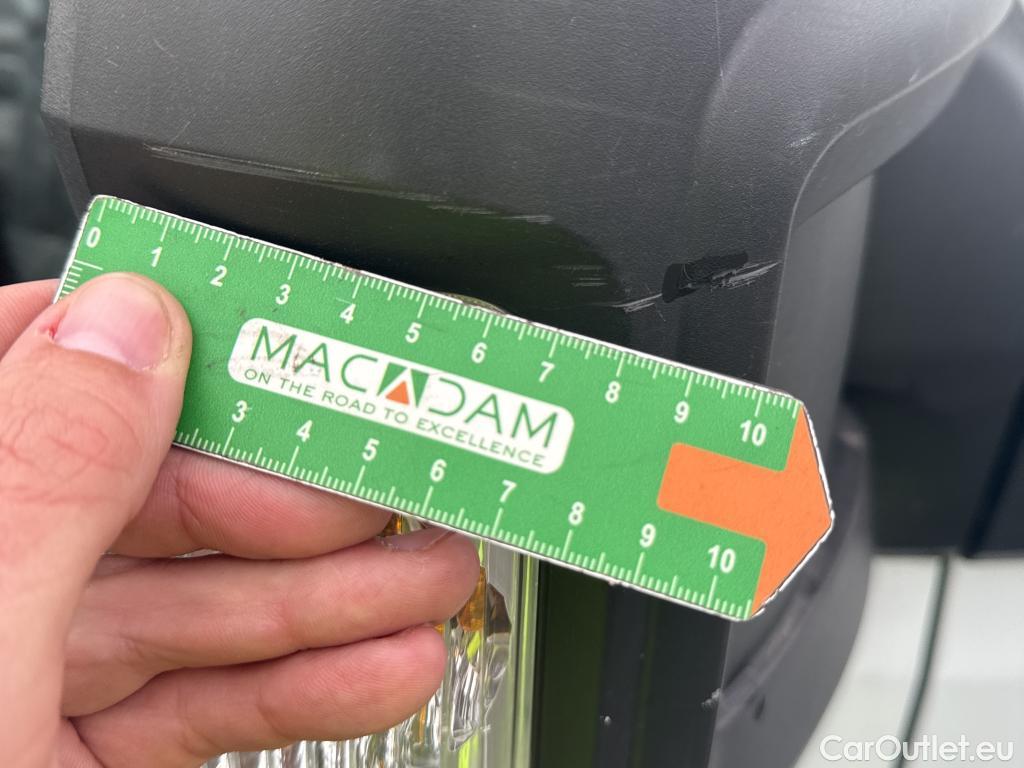 0 1 2 3 4 5 6 7 8 9 10
MACADAM
ON THE ROAD TO EXCELLENCE
3 4 5 6 7 8 9 10
CarOutlet.eu